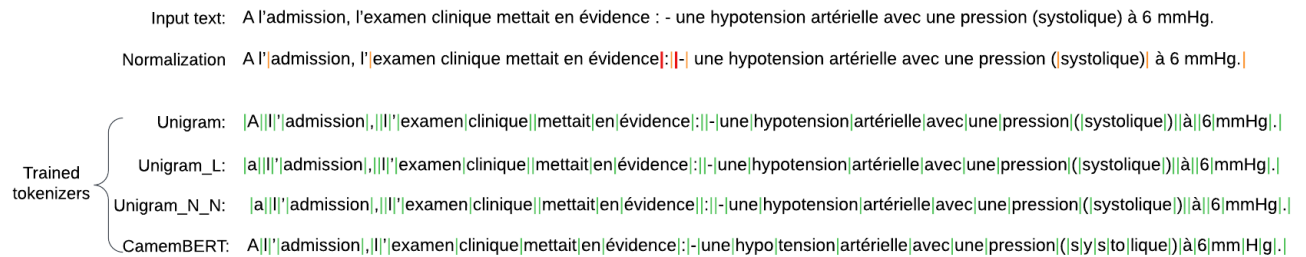 Input text: A l’admission, l’examen clinique mettait en évidence : - une hypotension artérielle avec une pression (systolique) à 6 mmHg.
Normalization A l’|admission, l’|examen clinique mettait en évidence|:||-| une hypotension artérielle avec une pression (|systolique)| à 6 mmHg.|
Unigram: |A||l|’|admission|,||l|’|examen|clinique||mettait|en|évidence|:||-|une|hypotension|artérielle|avec|une|pression|(|systolique|)||à||6|mmHg|.|
Trained tokenizers
Unigram_L: |a||l|’|admission|,||l|’|examen|clinique||mettait|en|évidence|:||-|une|hypotension|artérielle|avec|une|pression|(|systolique|)||à||6|mmHg|.|
Unigram_N_N: |a||l|’|admission|,||l|’|examen|clinique||mettait|en|évidence||:||-|une|hypotension|artérielle|avec|une|pression|(|systolique|)||à||6|mmHg|.|
CamemBERT: A|l|’|admission|,|l|’|examen|clinique|mettait|en|évidence|:|-|une|hypo|tension|artérielle|avec|une|pression|(|s|y|s|to|lique|)|à|6|mm|H|g|.|